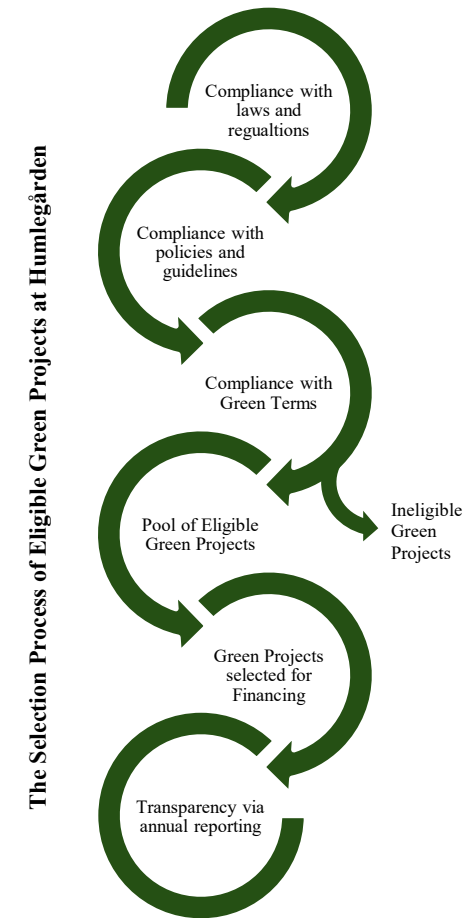 The Selection Process of Eligible Green Projects at Humlegården
Compliance with
laws and
regualtions
Compliance with
policies and
guidelines
Compliance with
Green Terms
Ineligible
Green
Projects
Pool of Eligible
Green Projects
Green Projects
selected for
Financing
Transparency via
annual reporting